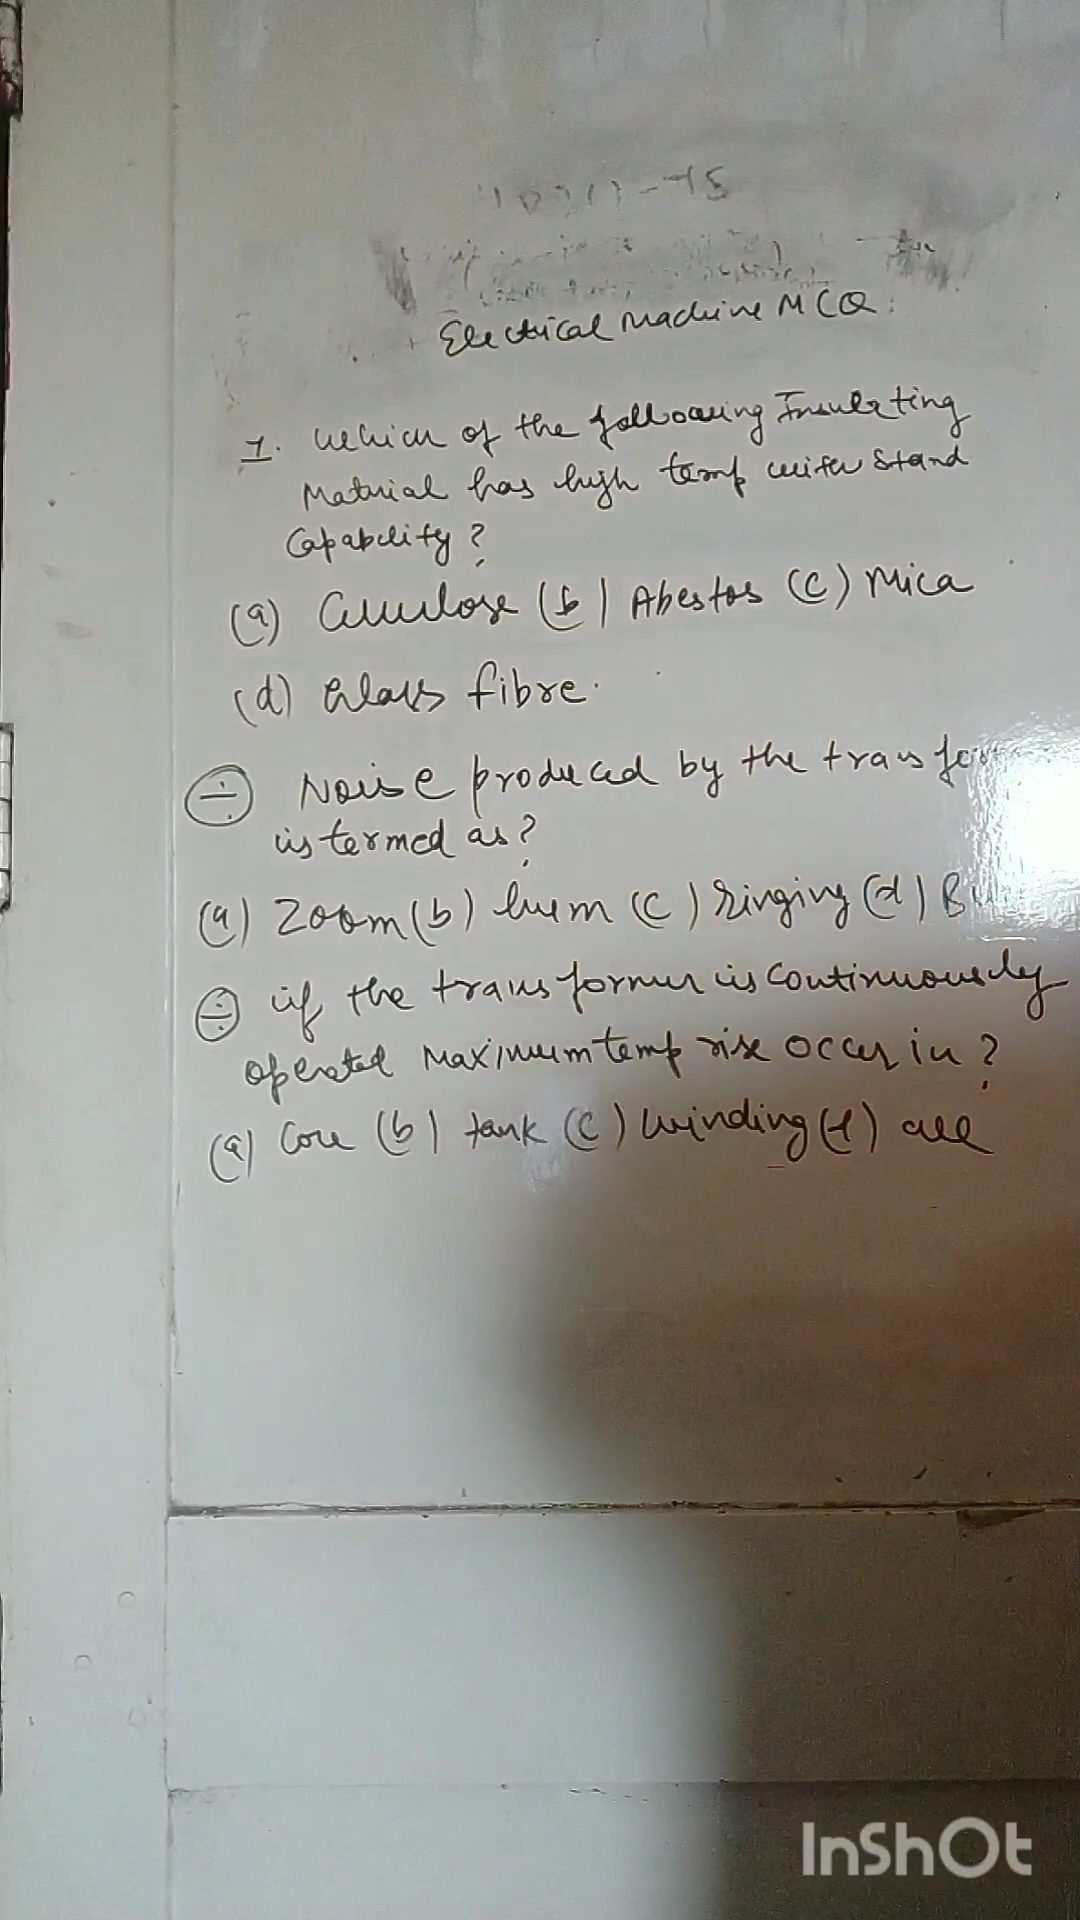 Electrical Machine MCQ
1. Which of the following Insulating
Material has high temp with stand
Capability?
(a) Cellulose (b) Abestos (c) Mica
(d) Glass fibre.
Noise produced by the
is termed as?
(a) Zoom (b) hum (c) ringing (d)
if the transformer is continuously
operated Maximum temp rise occur in?
(a) Core (b) tank (c) winding (d) all
InShOt